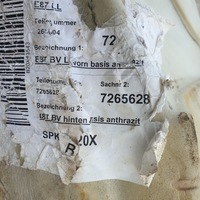 E87 LL
Teilenummer 72
Bezeichnung 1:
E87 BV L vorn basis anthrazit
Teilenummer Sachnr 2:
7265628 7265628
Bezeichnung 2:
E87 BV hinten basis anthrazit
SPK 20X
R